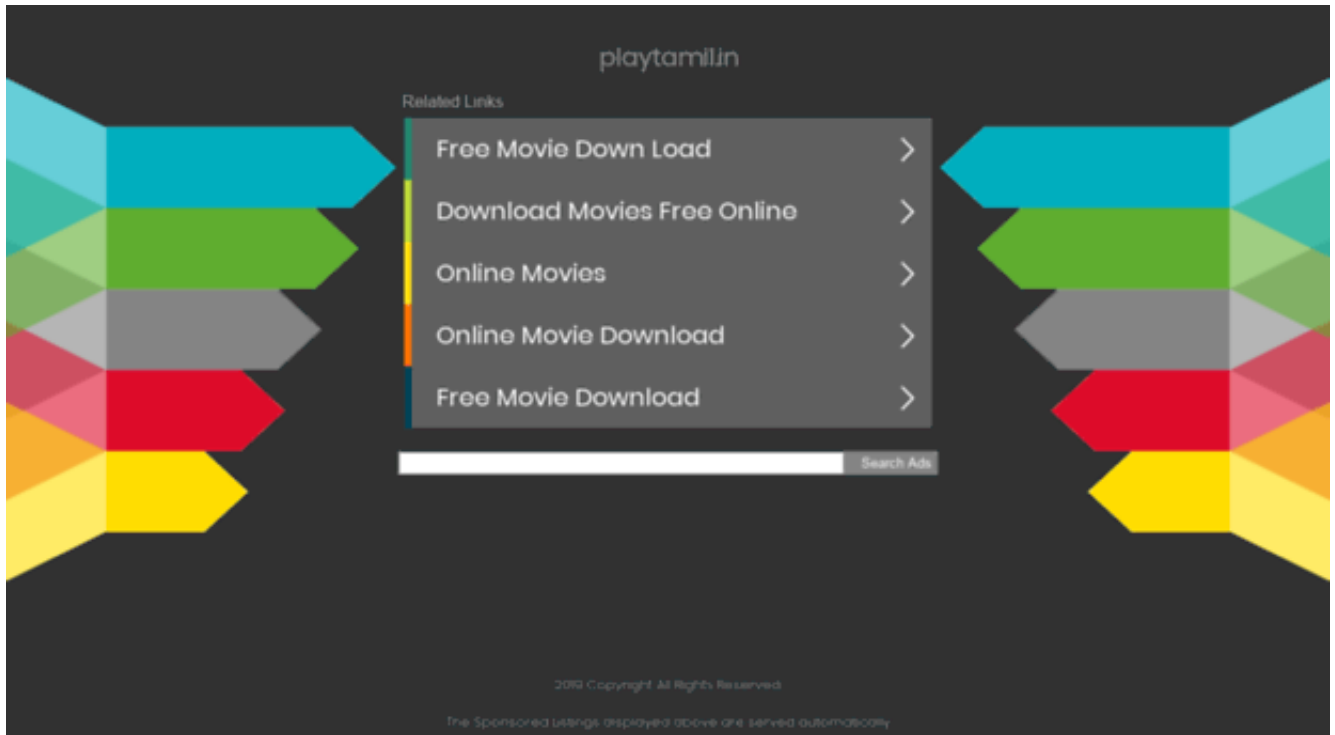 playtamil.in
Related Links
Free Movie Down Load
Download Movies Free Online
Online Movies
Online Movie Download
Free Movie Download
Search Ads
2019 Copyright All Rights Reserved
The Sponsored Listings displayed above are served automatically